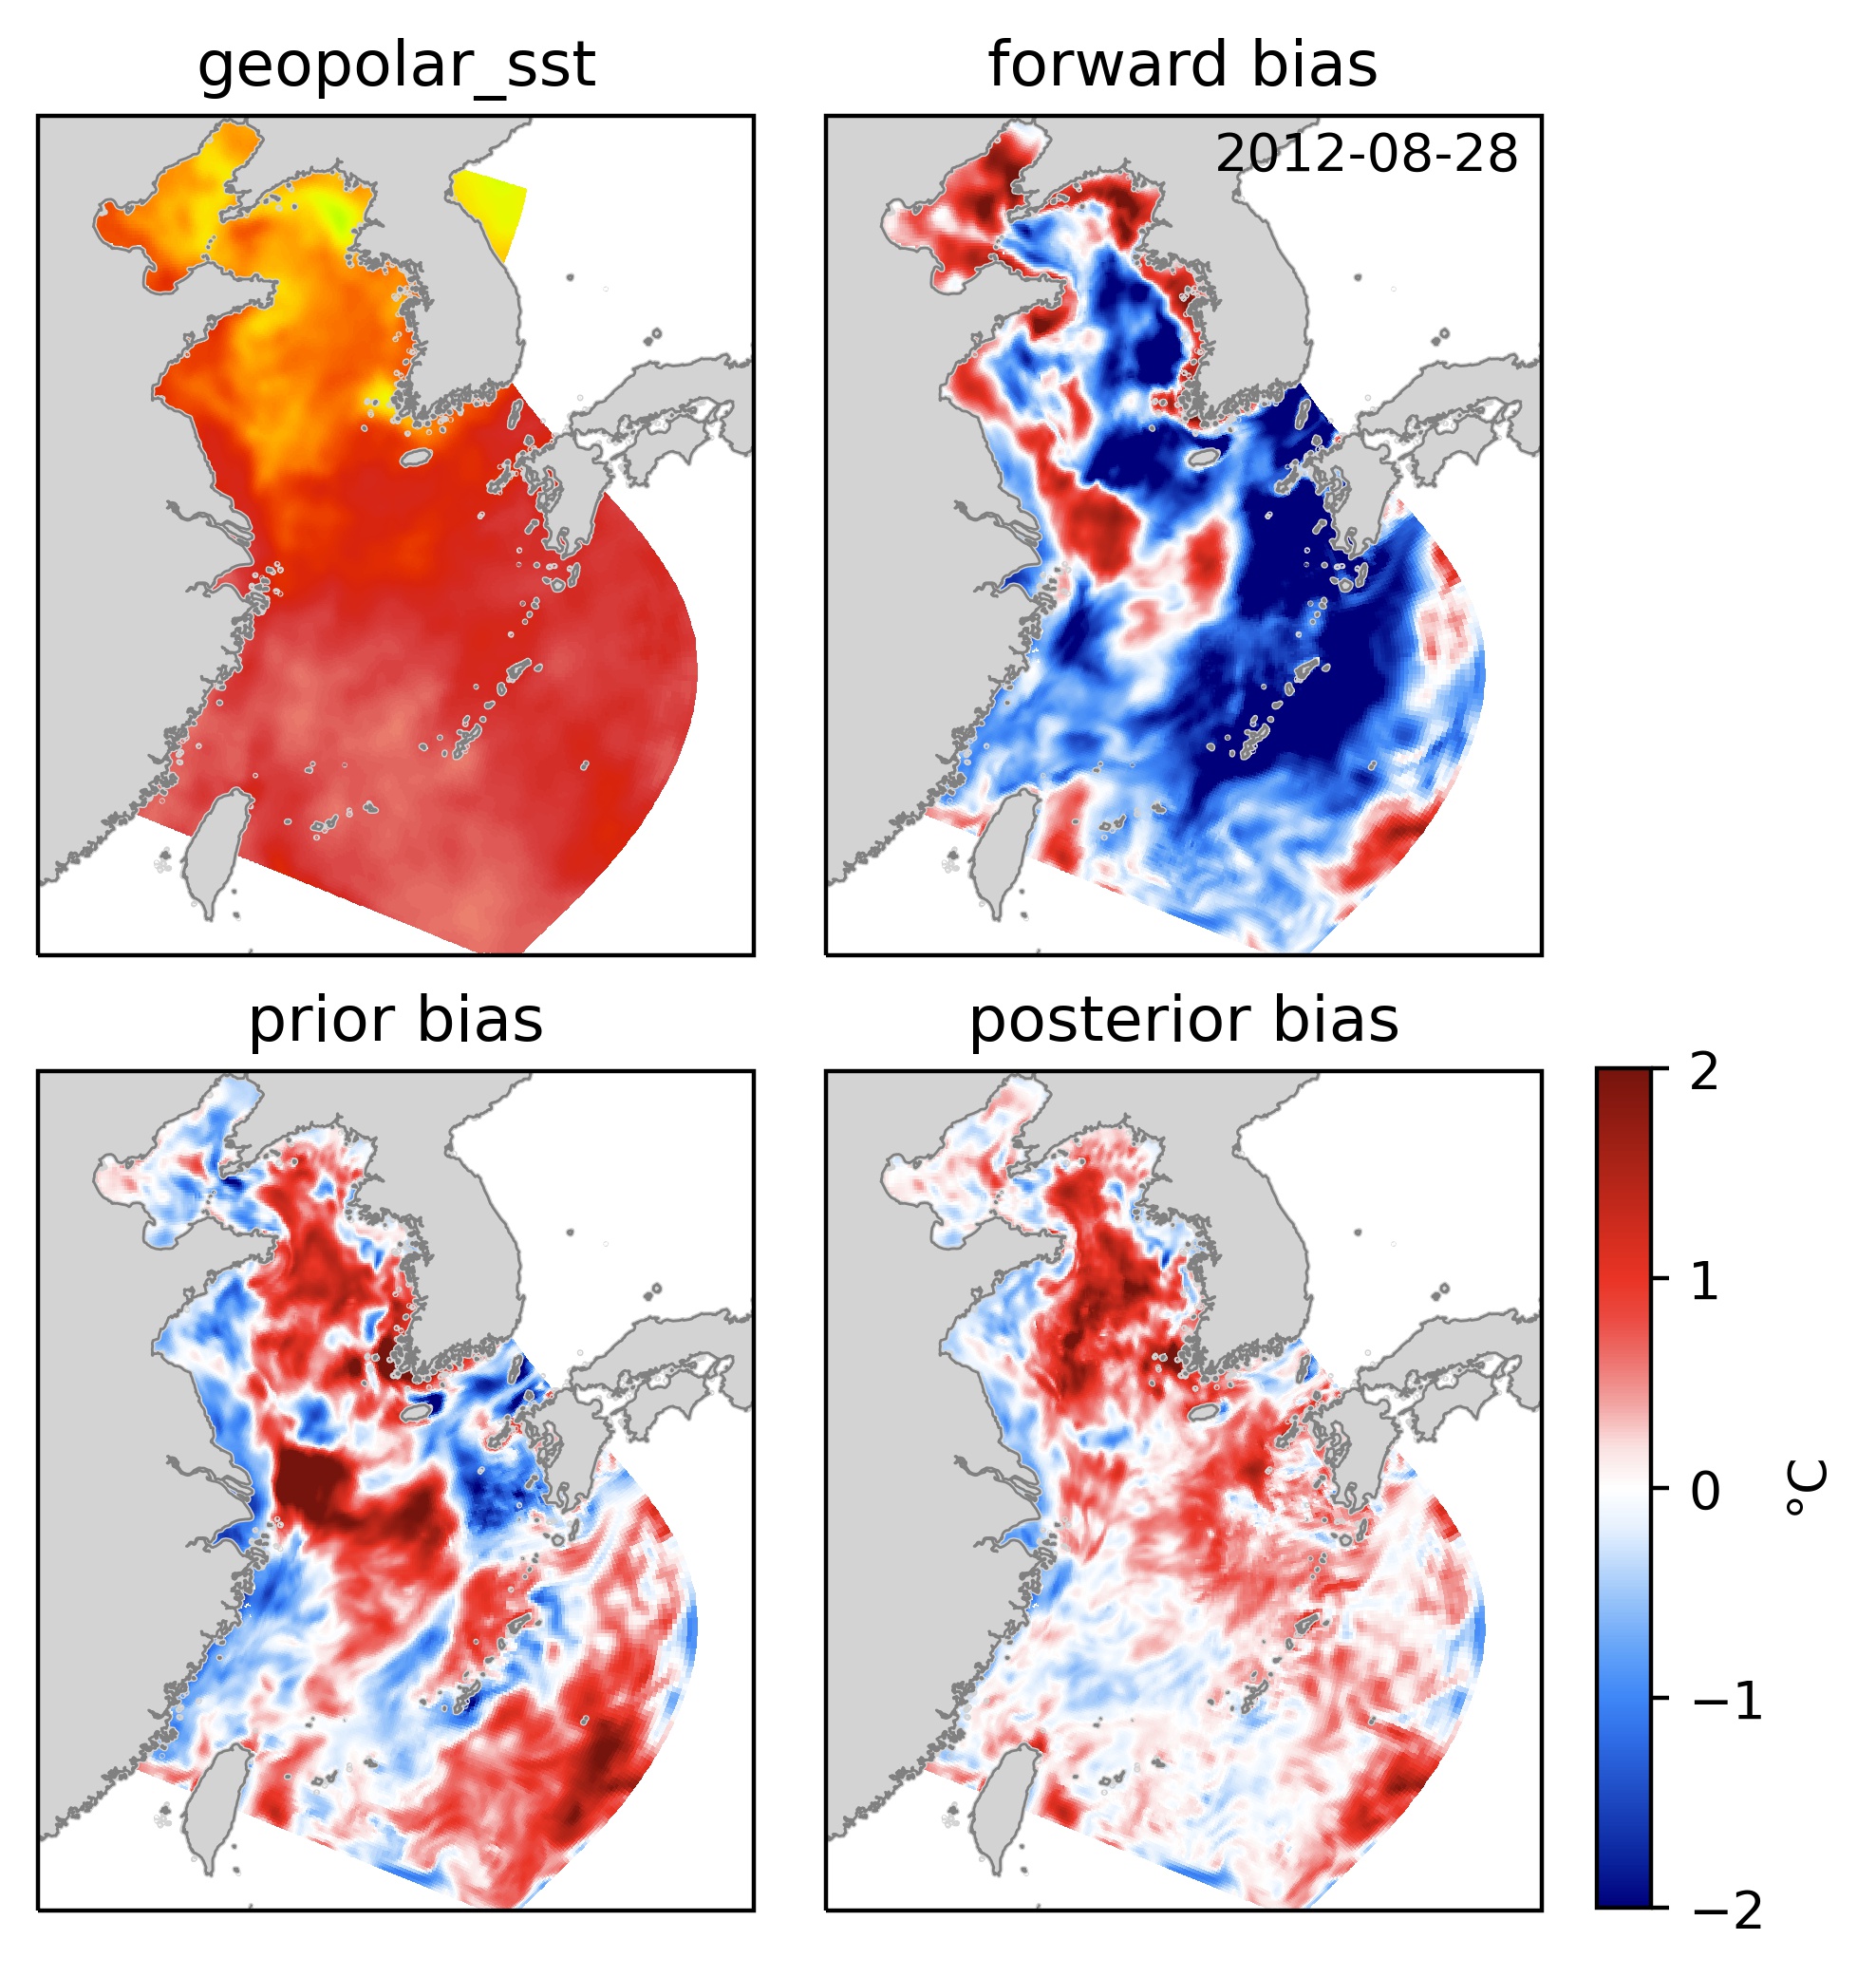 geopolar_sst
forward bias
2012-08-28
prior bias
posterior bias
2
1
0
−1
−2
°C